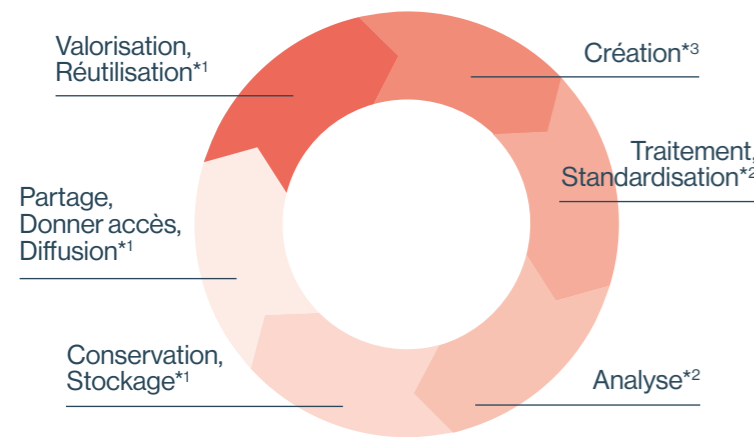 Valorisation,
Réutilisation*1
Création*3
Traitement,
Standardisation*2
Partage,
Donner accès,
Diffusion*1
Conservation,
Stockage*1
Analyse*2